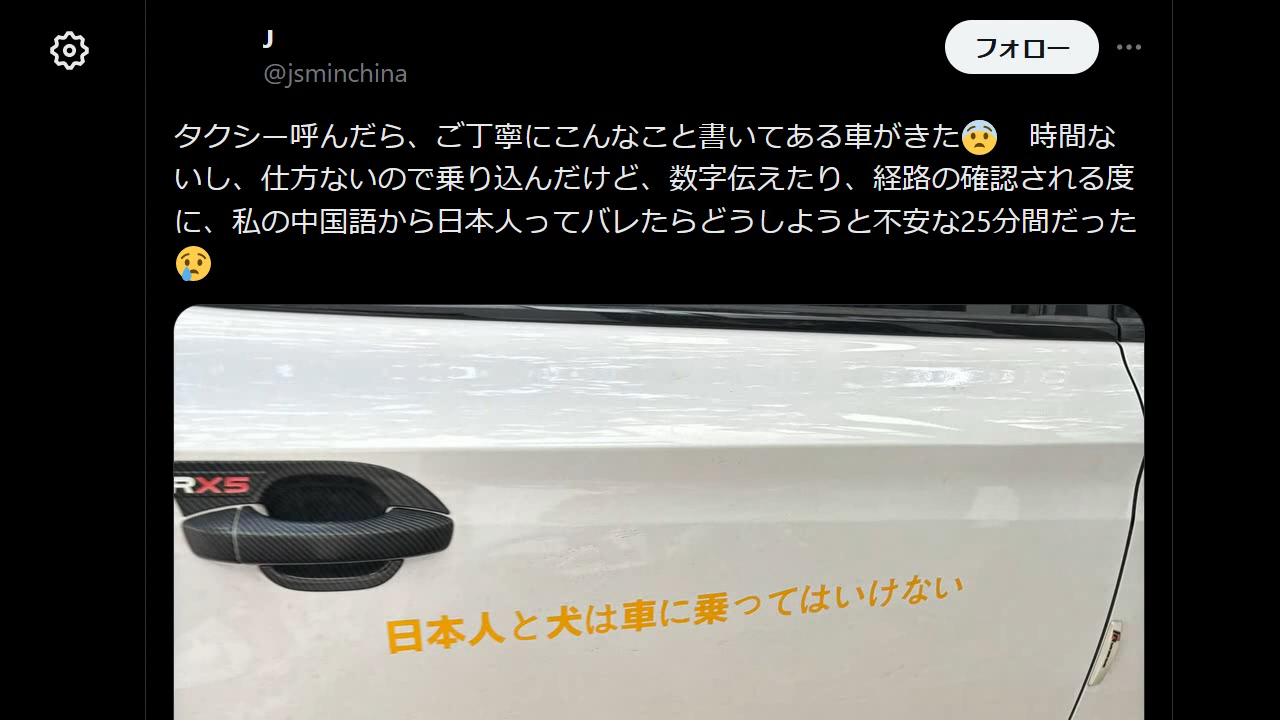 J
@jsminchina
フォロー
タクシー呼んだら、ご丁寧にこんなこと書いてある車がきた😨　時間な
いし、仕方ないので乗り込んだけど、数字伝えたり、経路の確認される度
に、私の中国語から日本人ってバレたらどうしようと不安な25分間だった
😢
RX5
日本人と犬は車に乗ってはいけない